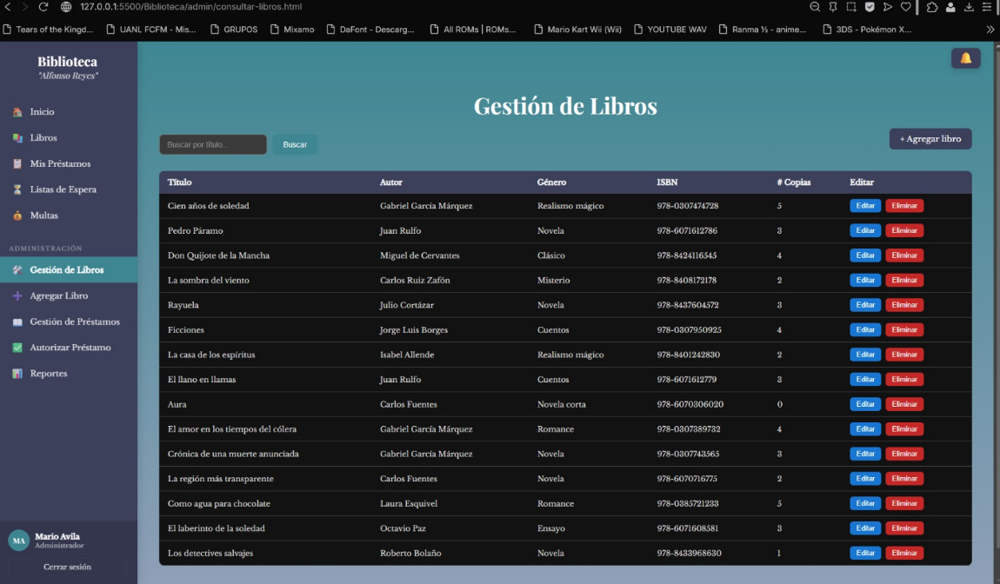 127.0.0.1:5500/Biblioteca/admin/consultar-libros.html
Tears of the Kingd... UANL FCFM - Mis... GRUPOS Mixamo DaFont - Descarg... All ROMs | ROMs... Mario Kart Wii (Wii) YOUTUBE WAV Ranma ½ - anime... 3DS - Pokémon X...
Biblioteca
"Alfonso Reyes"
Inicio
Libros
Mis Préstamos
Listas de Espera
Multas
ADMINISTRACIÓN
Gestión de Libros
Agregar Libro
Gestión de Préstamos
Autorizar Préstamo
Reportes
MA Mario Avila
Administrador
Cerrar sesión
Gestión de Libros
Buscar por título... Buscar + Agregar libro
Título Autor Género ISBN # Copias Editar
Cien años de soledad Gabriel García Márquez Realismo mágico 978-0307474728 5 Editar Eliminar
Pedro Páramo Juan Rulfo Novela 978-6071612786 3 Editar Eliminar
Don Quijote de la Mancha Miguel de Cervantes Clásico 978-8424116545 4 Editar Eliminar
La sombra del viento Carlos Ruiz Zafón Misterio 978-8408172178 2 Editar Eliminar
Rayuela Julio Cortázar Novela 978-8437604572 3 Editar Eliminar
Ficciones Jorge Luis Borges Cuentos 978-0307950925 4 Editar Eliminar
La casa de los espíritus Isabel Allende Realismo mágico 978-8401242830 2 Editar Eliminar
El llano en llamas Juan Rulfo Cuentos 978-6071612779 3 Editar Eliminar
Aura Carlos Fuentes Novela corta 978-6070306020 0 Editar Eliminar
El amor en los tiempos del cólera Gabriel García Márquez Romance 978-0307389732 4 Editar Eliminar
Crónica de una muerte anunciada Gabriel García Márquez Novela 978-0307743565 3 Editar Eliminar
La región más transparente Carlos Fuentes Novela 978-6070716775 2 Editar Eliminar
Como agua para chocolate Laura Esquivel Romance 978-0385721233 5 Editar Eliminar
El laberinto de la soledad Octavio Paz Ensayo 978-6071608581 3 Editar Eliminar
Los detectives salvajes Roberto Bolaño Novela 978-8433968630 1 Editar Eliminar